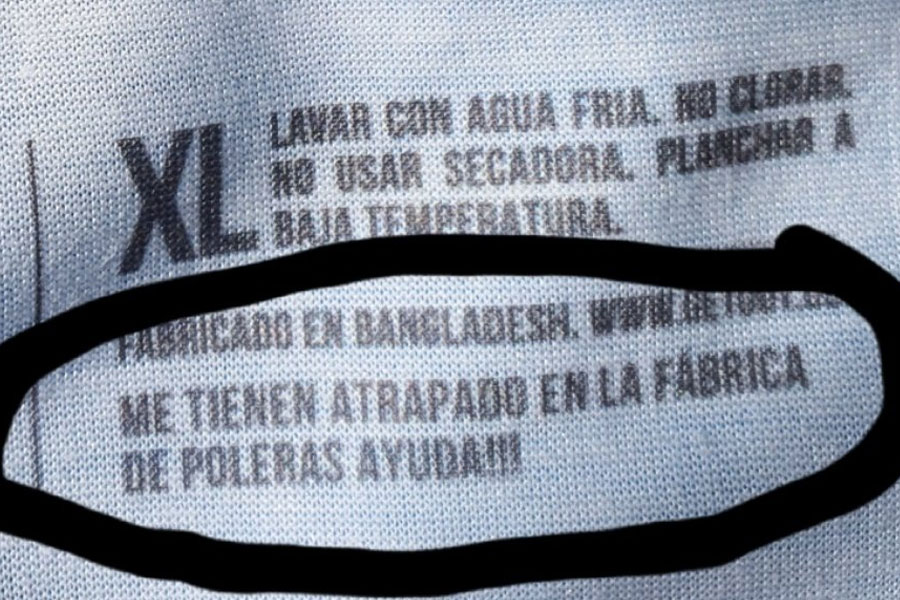 XL
LAVAR CON AGUA FRIA. NO CLORAR.
NO USAR SECADORA. PLANCHAR A
BAJA TEMPERATURA.
FABRICADO EN BANGLADESH.
ME TIENEN ATRAPADO EN LA FÁBRICA
DE POLERAS AYUDA!!!